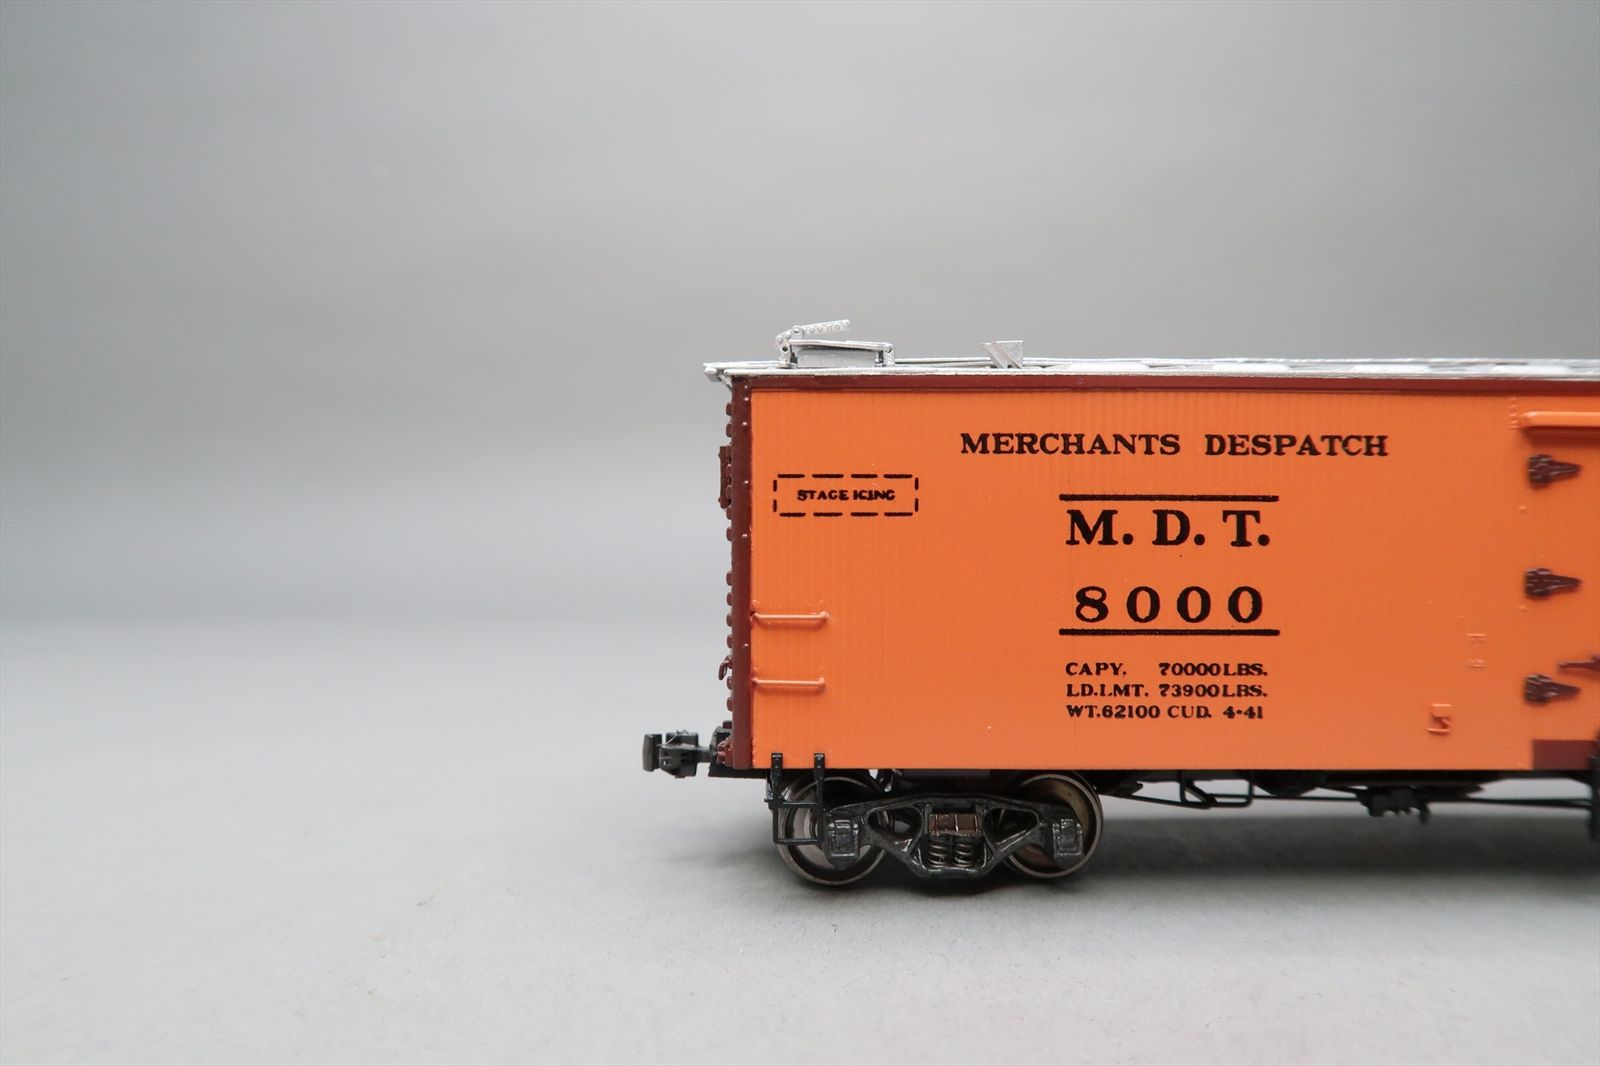 MERCHANTS DESPATCH
STAGE ICING
M. D. T.
8000
CAPY. 70000 LBS.
LD.LMT. 73900 LBS.
WT. 62100 CUD. 4-41